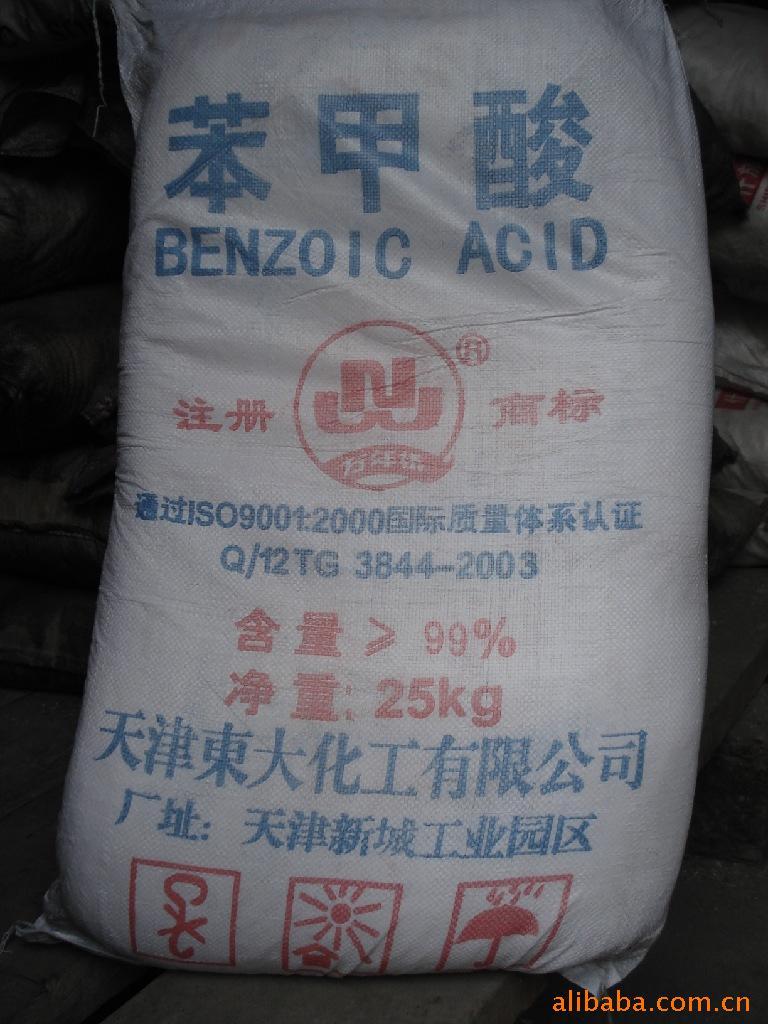 苯甲酸
BENZOIC ACID
®
注册 商标
通过ISO9001:2000国际质量体系认证
Q/12TG 3844-2003
含量≥99%
净重:25kg
天津東大化工有限公司
厂址:天津新城工业园区
alibaba.com.cn